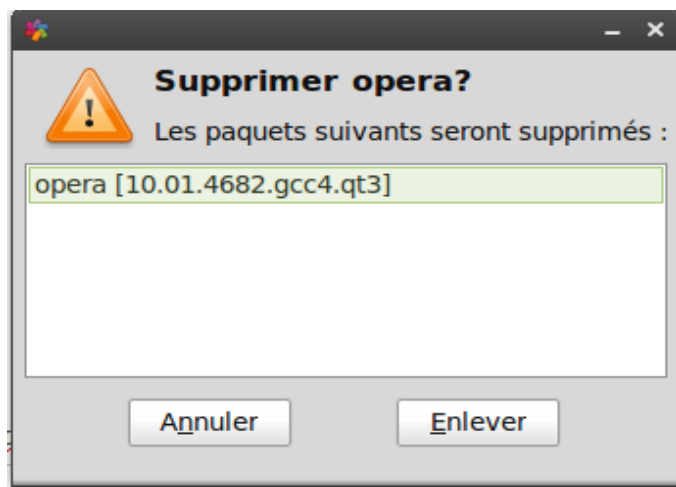 Supprimer opera?
Les paquets suivants seront supprimés :
opera [10.01.4682.gcc4.qt3]
Annuler
Enlever